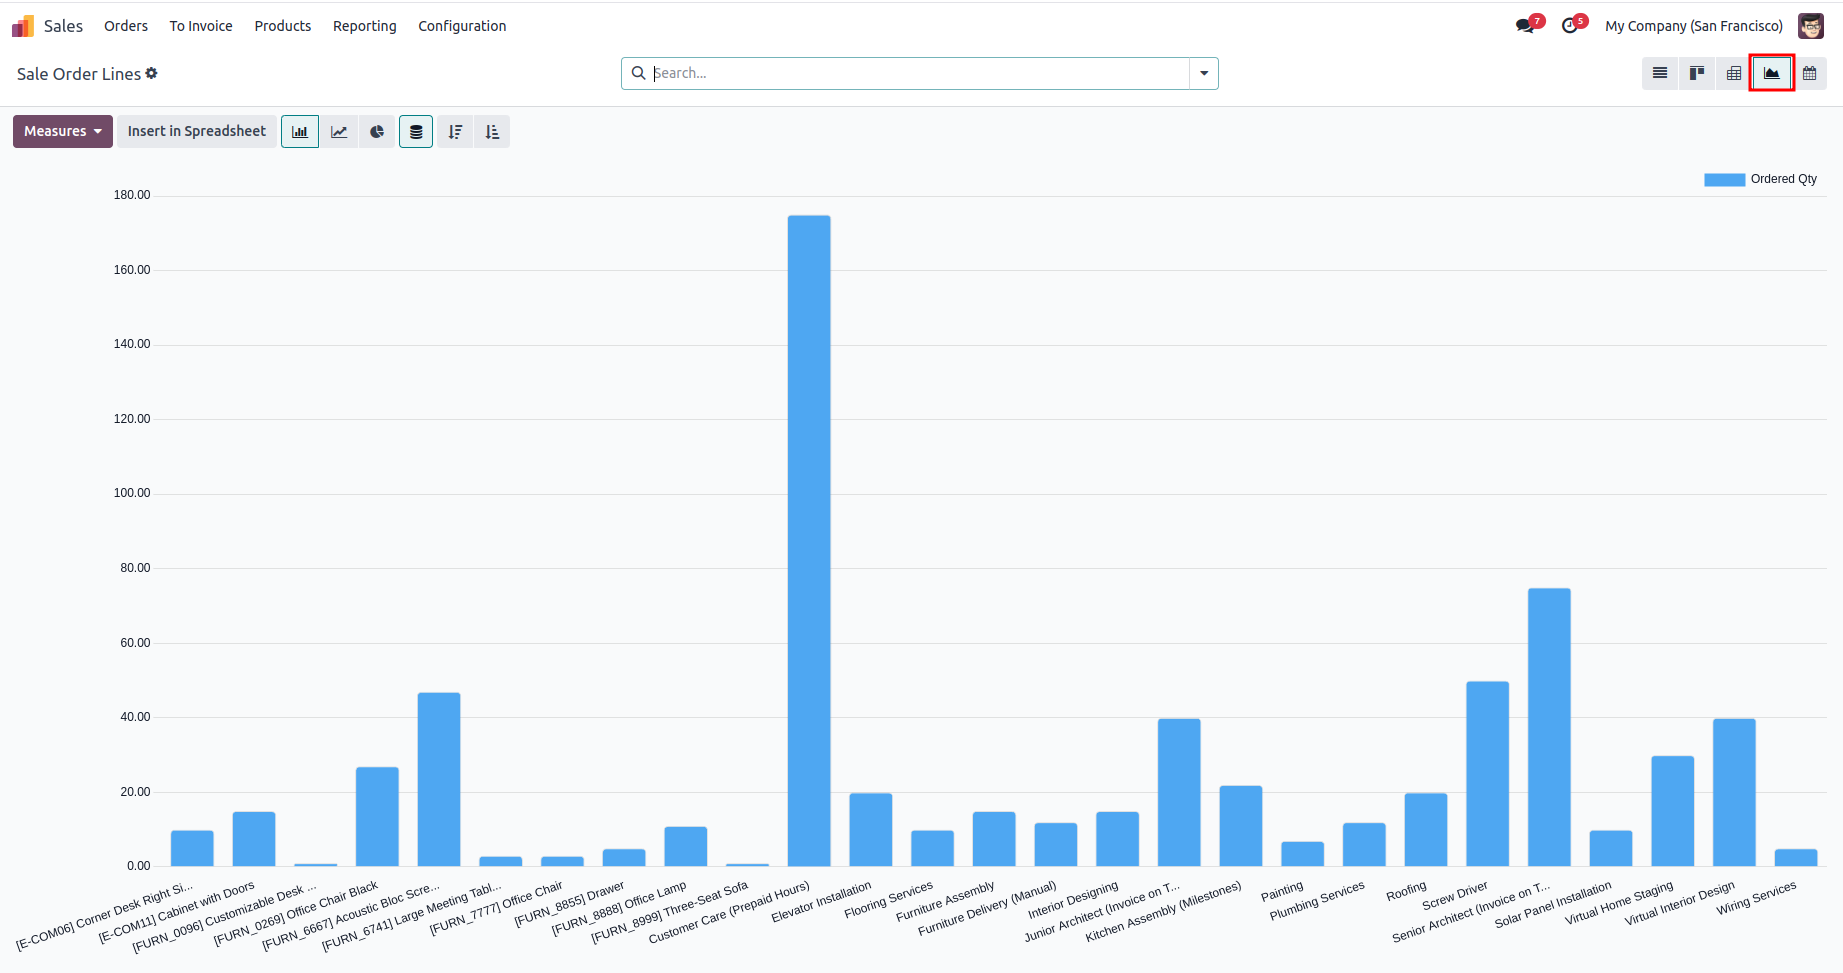 Sales Orders To Invoice Products Reporting Configuration 7 5 My Company (San Francisco)
Sale Order Lines Search...
Measures Insert in Spreadsheet
Ordered Qty
180.00
160.00
140.00
120.00
100.00
80.00
60.00
40.00
20.00
0.00
[E-COM06] Corner Desk Right Si...
[E-COM11] Cabinet with Doors
[FURN_0096] Customizable Desk ...
[FURN_0269] Office Chair Black
[FURN_6667] Acoustic Bloc Scre...
[FURN_6741] Large Meeting Tabl...
[FURN_7777] Office Chair
[FURN_8855] Drawer
[FURN_8888] Office Lamp
[FURN_8999] Three-Seat Sofa
Customer Care (Prepaid Hours)
Elevator Installation
Flooring Services
Furniture Assembly
Furniture Delivery (Manual)
Interior Designing
Junior Architect (Invoice on T...
Kitchen Assembly (Milestones)
Painting
Plumbing Services
Roofing
Screw Driver
Senior Architect (Invoice on T...
Solar Panel Installation
Virtual Home Staging
Virtual Interior Design
Wiring Services